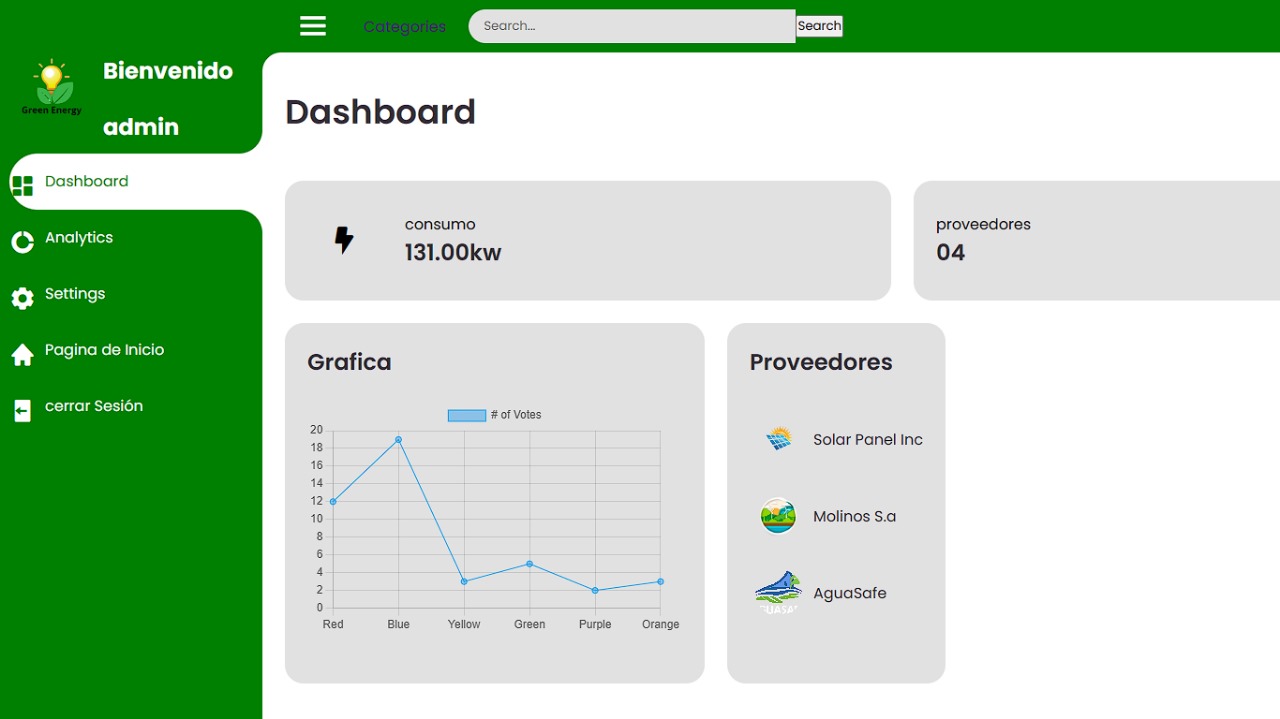 Categories
Search...
Search
Green Energy
Bienvenido
admin
Dashboard
Analytics
Settings
Pagina de Inicio
cerrar Sesión
Dashboard
consumo
131.00kw
proveedores
04
Grafica
# of Votes
20
18
16
14
12
10
8
6
4
2
0
Red Blue Yellow Green Purple Orange
Proveedores
Solar Panel Inc
Molinos S.a
AguaSafe